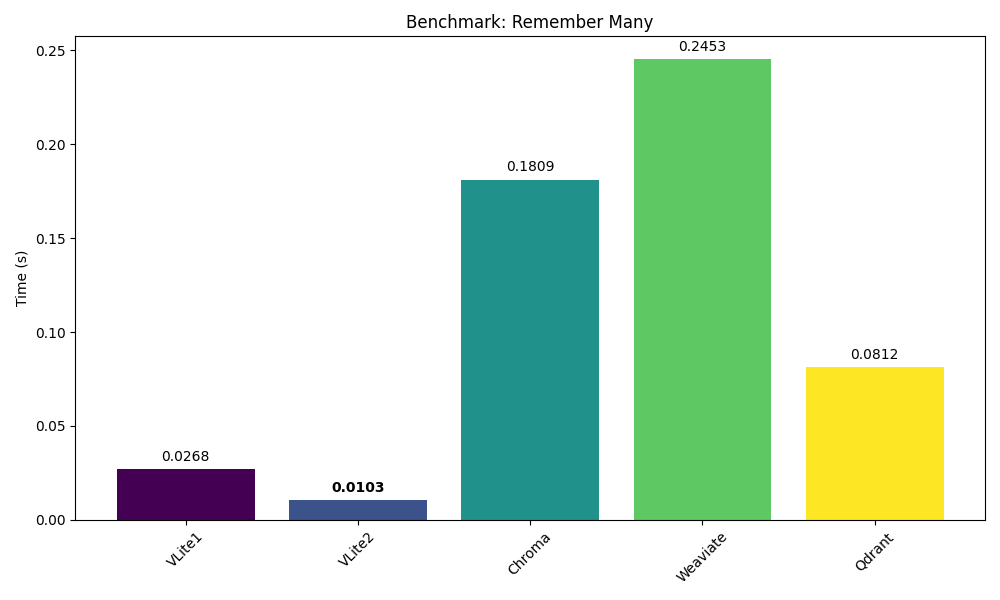 Benchmark: Remember Many
Time (s)
0.25
0.20
0.15
0.10
0.05
0.00
0.0268
0.0103
0.1809
0.2453
0.0812
VLite1
VLite2
Chroma
Weaviate
Qdrant